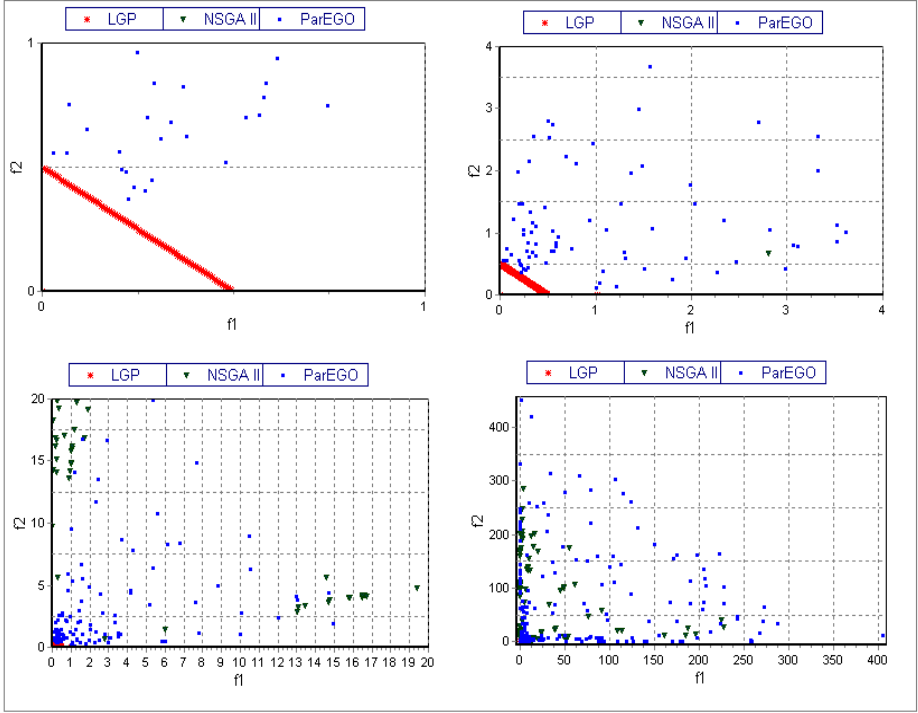 LGP NSGA II ParEGO
1
f2
0
0 1
f1
LGP NSGA II ParEGO
4
3
f2
2
1
0
0 1 2 3 4
f1
LGP NSGA II ParEGO
20
15
f2
10
5
0
0 1 2 3 4 5 6 7 8 9 10 11 12 13 14 15 16 17 18 19 20
f1
LGP NSGA II ParEGO
400
300
f2
200
100
0
0 50 100 150 200 250 300 350 400
f1